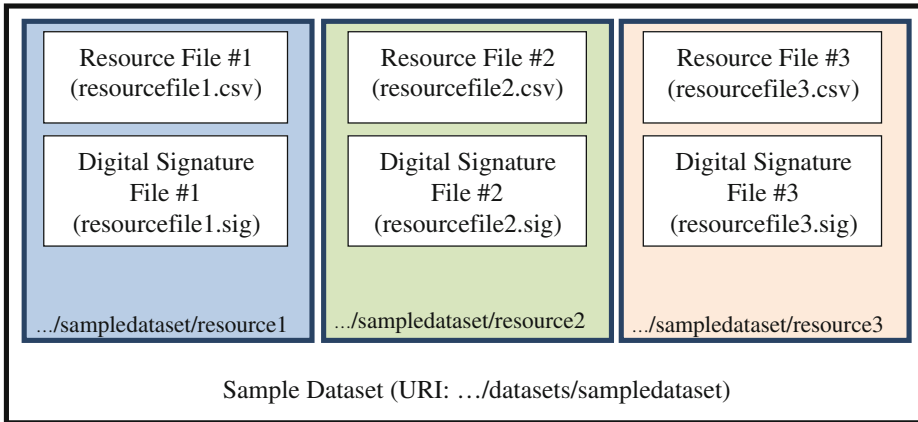 Resource File #1
(resourcefile1.csv)
Digital Signature
File #1
(resourcefile1.sig)
…/sampledataset/resource1
Resource File #2
(resourcefile2.csv)
Digital Signature
File #2
(resourcefile2.sig)
…/sampledataset/resource2
Resource File #3
(resourcefile3.csv)
Digital Signature
File #3
(resourcefile3.sig)
…/sampledataset/resource3
Sample Dataset (URI: …/datasets/sampledataset)